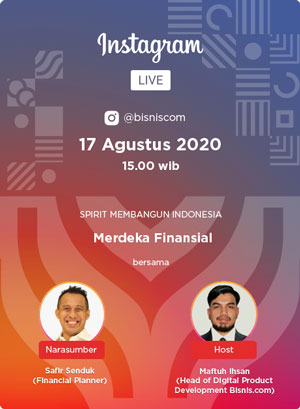 Instagram
LIVE
@bisniscom
17 Agustus 2020
15.00 wib
SPIRIT MEMBANGUN INDONESIA
Merdeka Finansial
bersama
Narasumber
Safir Senduk
(Financial Planner)
Host
Maftuh Ihsan
(Head of Digital Product
Development Bisnis.com)